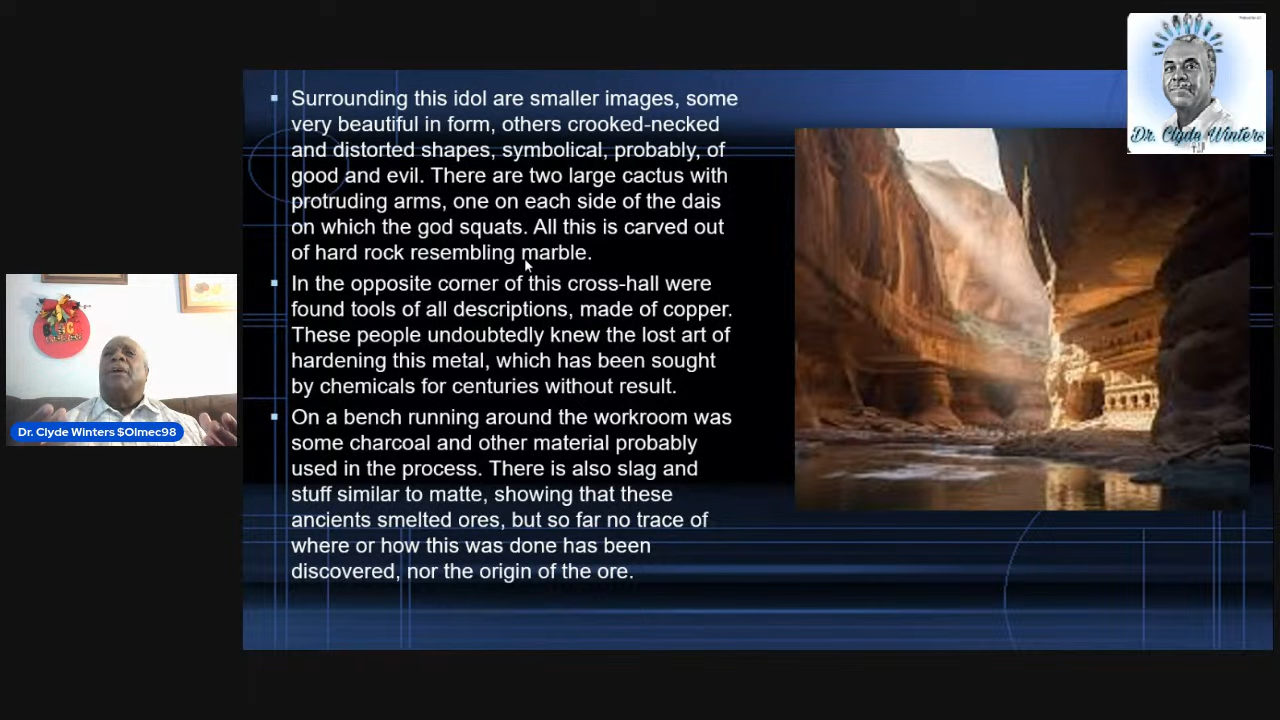 Surrounding this idol are smaller images, some
very beautiful in form, others crooked-necked
and distorted shapes, symbolical, probably, of
good and evil. There are two large cactus with
protruding arms, one on each side of the dais
on which the god squats. All this is carved out
of hard rock resembling marble.
In the opposite corner of this cross-hall were
found tools of all descriptions, made of copper.
These people undoubtedly knew the lost art of
hardening this metal, which has been sought
by chemicals for centuries without result.
On a bench running around the workroom was
some charcoal and other material probably
used in the process. There is also slag and
stuff similar to matte, showing that these
ancients smelted ores, but so far no trace of
where or how this was done has been
discovered, nor the origin of the ore.
Dr. Clyde Winters
Dr. Clyde Winters $Olmec98